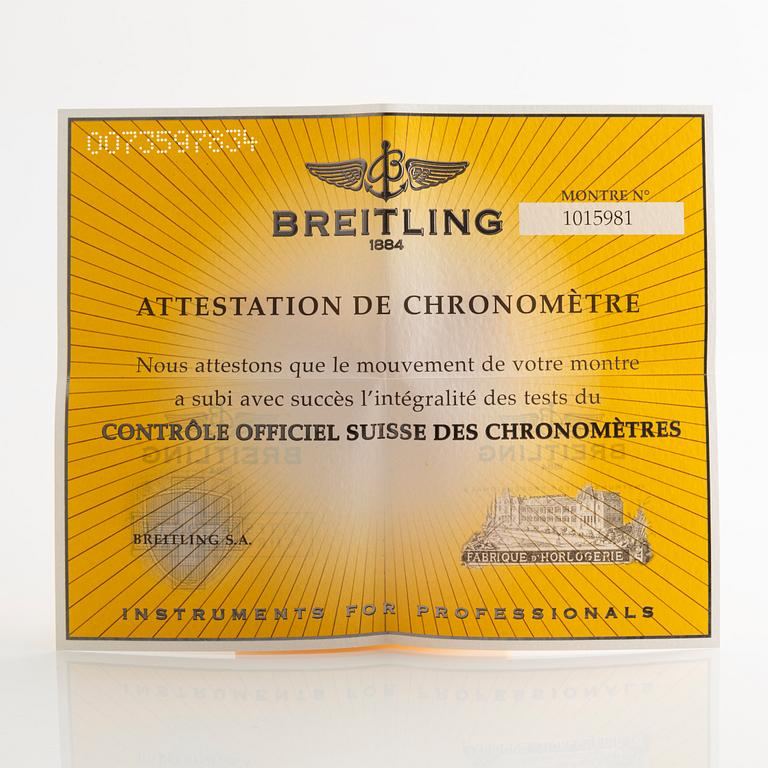 0073597834
MONTRE N°
1015981
BREITLING
1884
ATTESTATION DE CHRONOMÈTRE
Nous attestons que le mouvement de votre montre
a subi avec succès l'intégralité des tests du
CONTRÔLE OFFICIEL SUISSE DES CHRONOMÈTRES
BREITLING S.A.
FABRIQUE D'HORLOGERIE
INSTRUMENTS FOR PROFESSIONALS